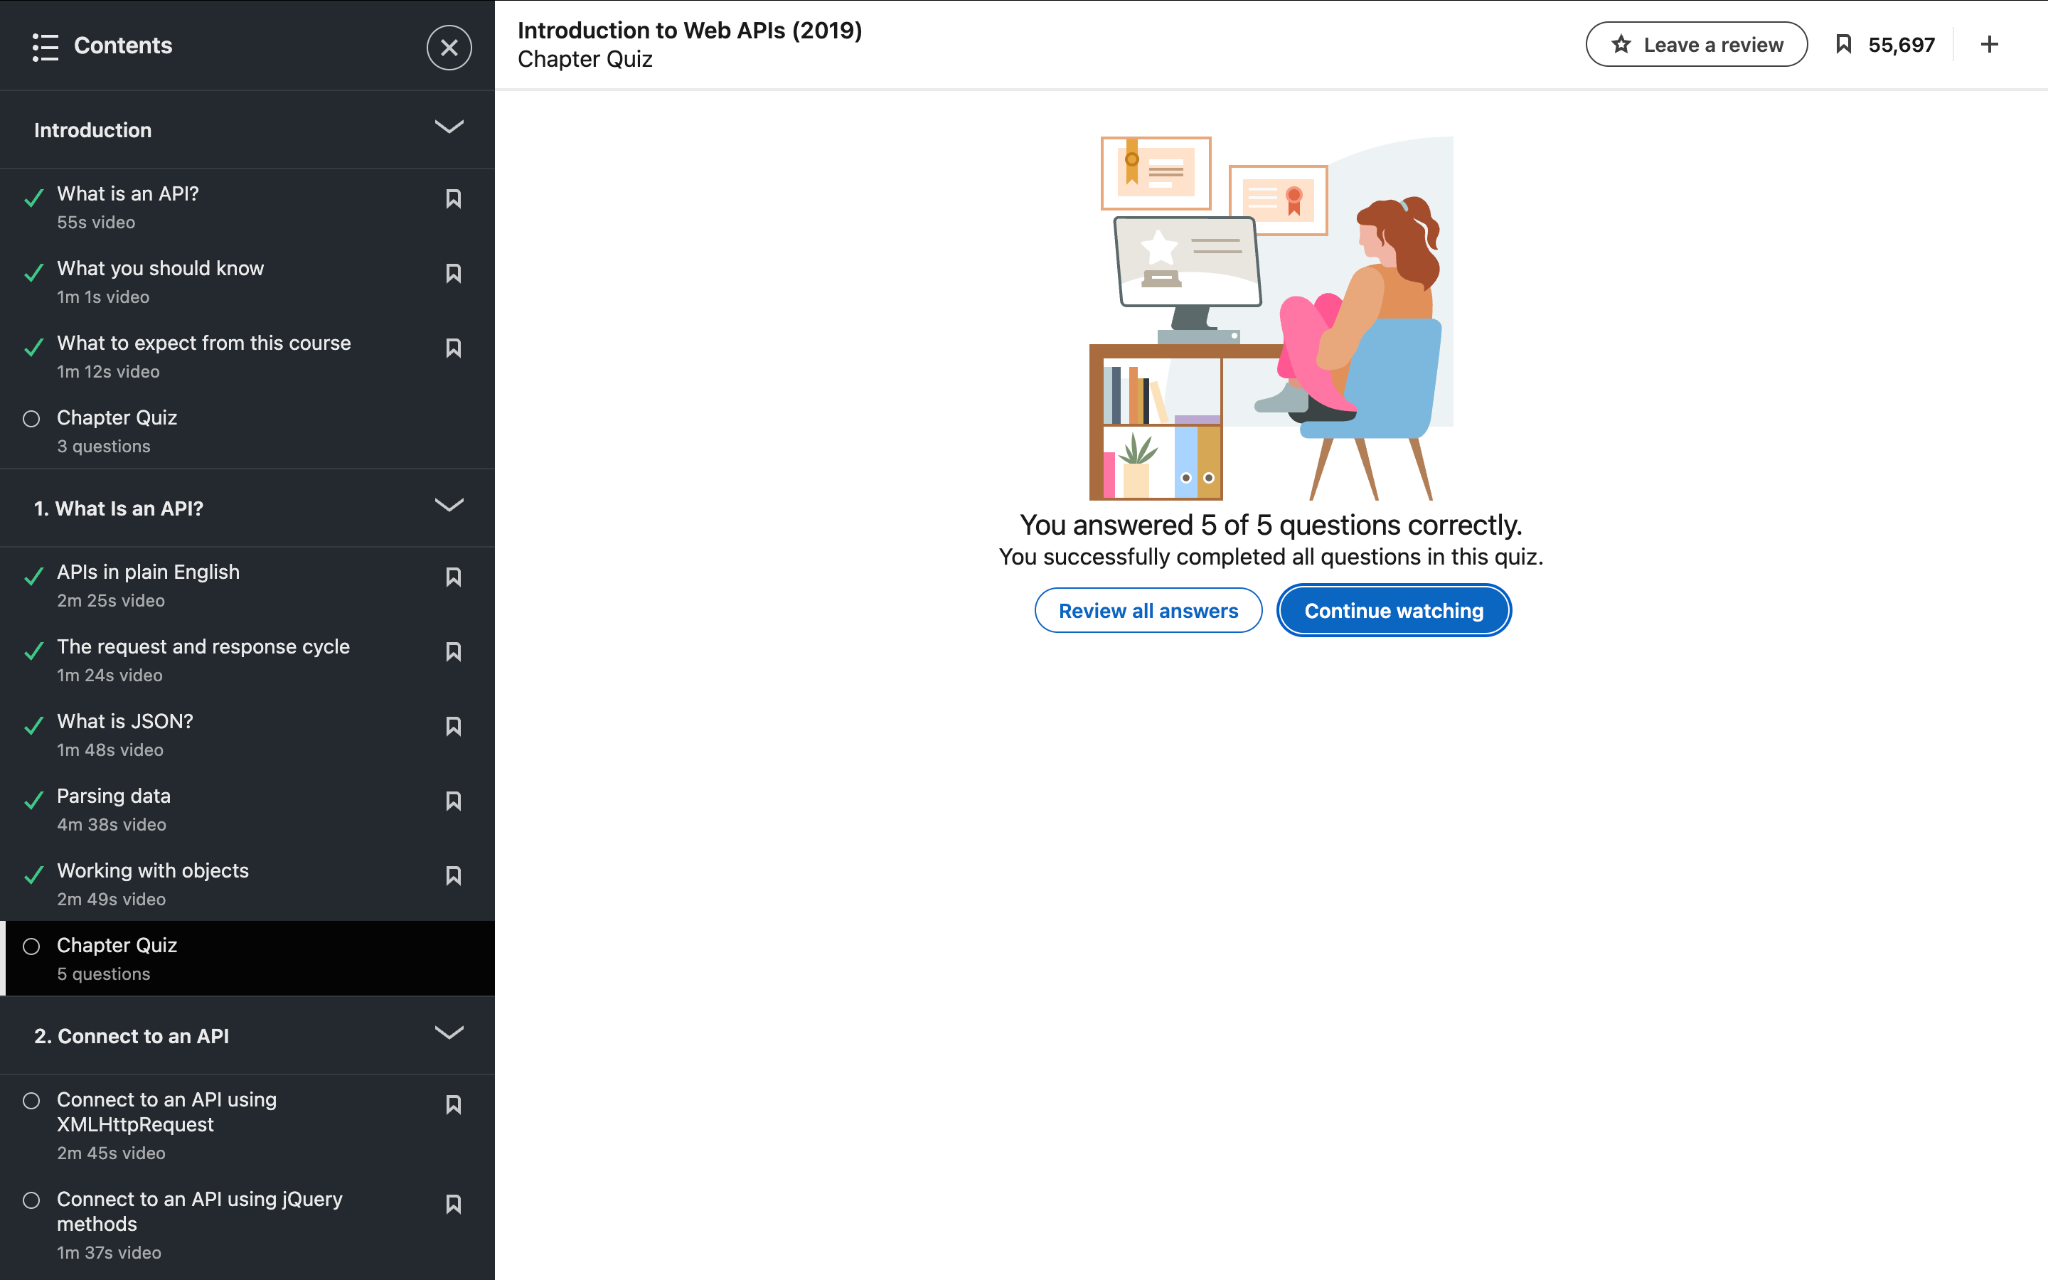 Contents
Introduction
What is an API?
55s video
What you should know
1m 1s video
What to expect from this course
1m 12s video
Chapter Quiz
3 questions
1. What Is an API?
APIs in plain English
2m 25s video
The request and response cycle
1m 24s video
What is JSON?
1m 48s video
Parsing data
4m 38s video
Working with objects
2m 49s video
Chapter Quiz
5 questions
2. Connect to an API
Connect to an API using
XMLHttpRequest
2m 45s video
Connect to an API using jQuery
methods
1m 37s video
Introduction to Web APIs (2019)
Chapter Quiz
Leave a review
55,697
You answered 5 of 5 questions correctly.
You successfully completed all questions in this quiz.
Review all answers
Continue watching